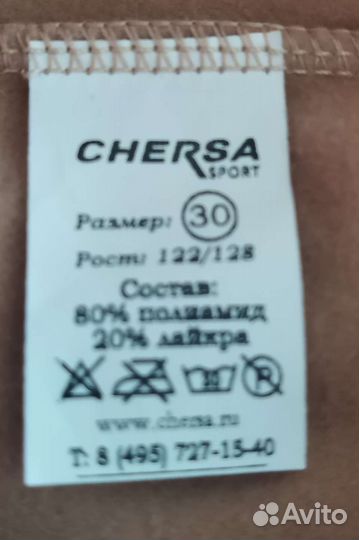 CHERSA
SPORT
Размер: 30
Рост: 122/128
Состав:
80% полиамид
20% лайкра
www.chersa.ru
Т: 8 (495) 727-15-40
Avito